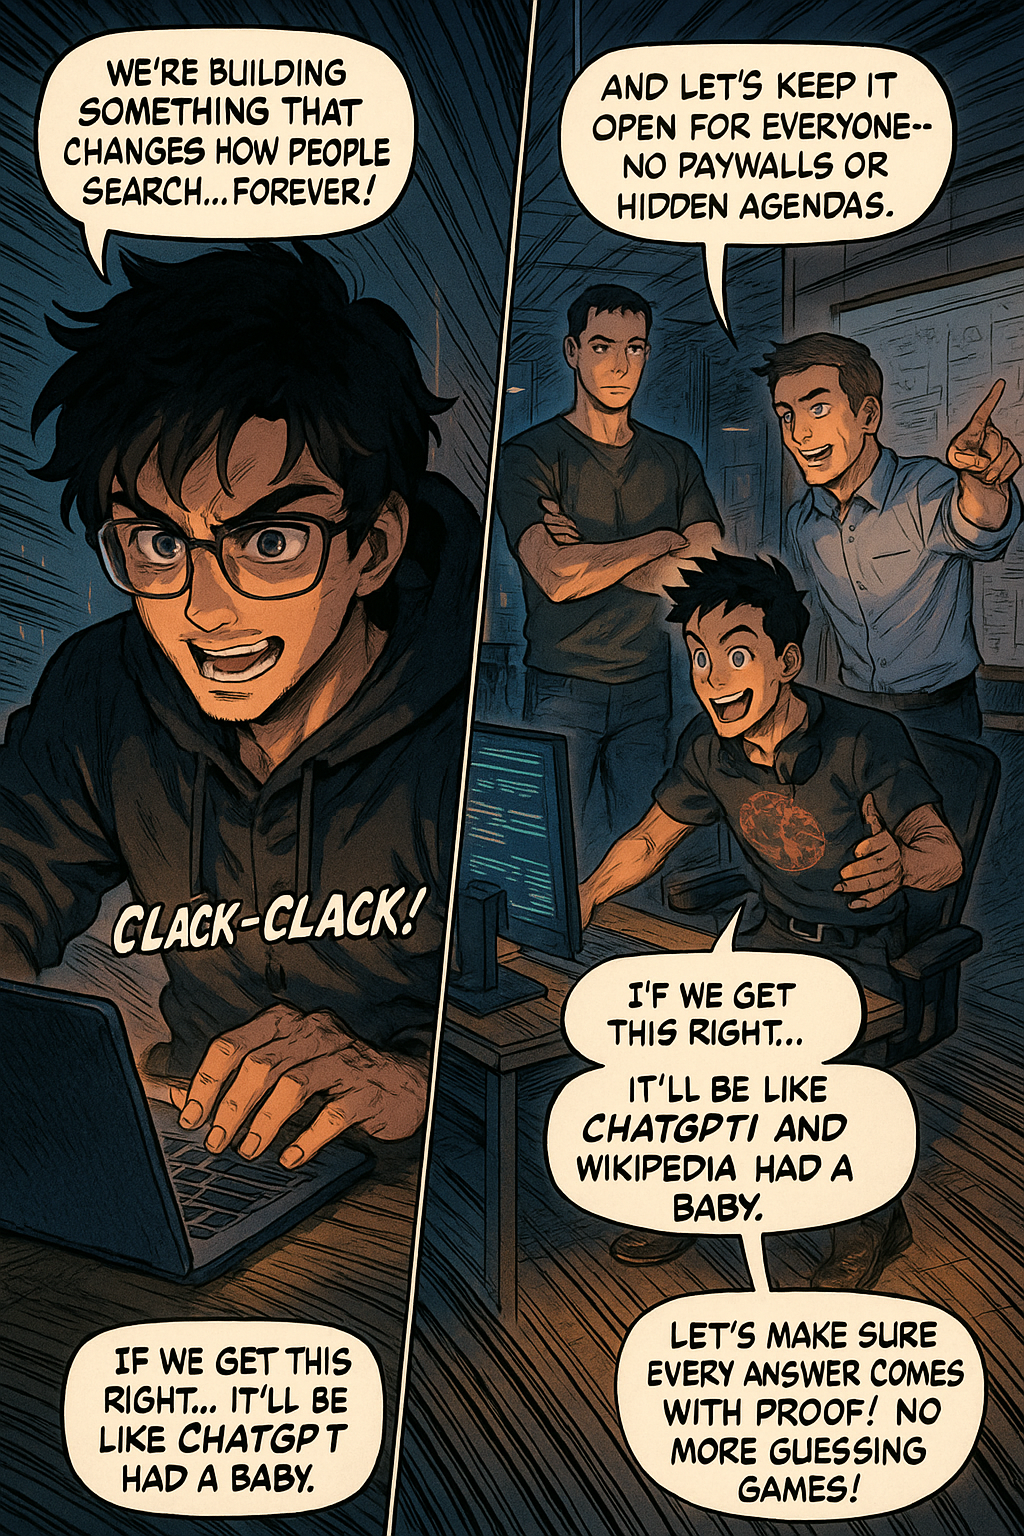 WE'RE BUILDING
SOMETHING THAT
CHANGES HOW PEOPLE
SEARCH...FOREVER!
CLACK-CLACK!
IF WE GET THIS
RIGHT... IT'LL BE
LIKE CHATGPT
HAD A BABY.
AND LET'S KEEP IT
OPEN FOR EVERYONE--
NO PAYWALLS OR
HIDDEN AGENDAS.
I'F WE GET
THIS RIGHT...
IT'LL BE LIKE
CHATGPTI AND
WIKIPEDIA HAD A
BABY.
LET'S MAKE SURE
EVERY ANSWER COMES
WITH PROOF! NO
MORE GUESSING
GAMES!